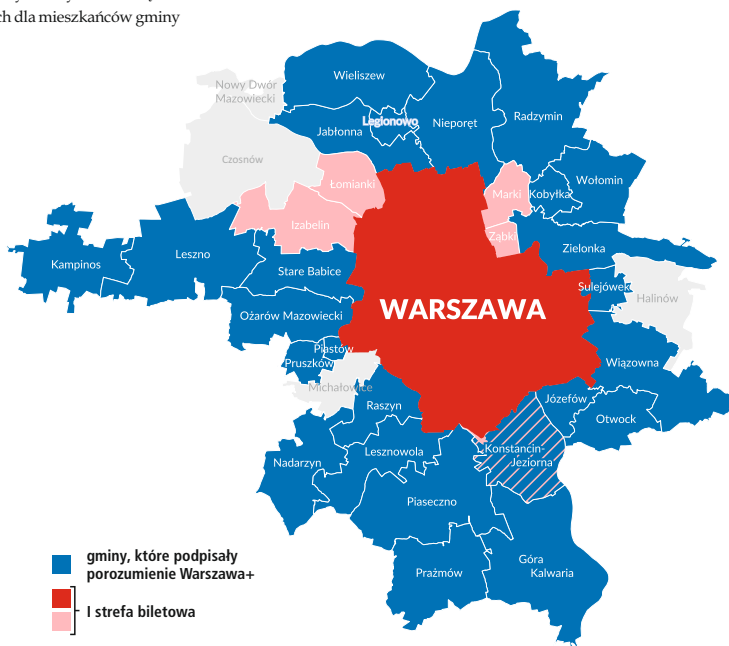 ch dla mieszkańców gminy
Wieliszew
Nowy Dwór
Mazowiecki
Radzymin
Legionowo
Nieporęt
Jabłonna
Czosnów
Wołomin
Łomianki
Marki
Kobyłka
Izabelin
Ząbki
Zielonka
Leszno
Kampinos
Stare Babice
Sulejówek
Halinów
WARSZAWA
Ożarów Mazowiecki
Piastów
Pruszków
Wiązowna
Michałowice
Józefów
Raszyn
Otwock
Konstancin-
Jeziorna
Lesznowola
Nadarzyn
Piaseczno
gminy, które podpisały
porozumienie Warszawa+
Góra
Kalwaria
Prażmów
I strefa biletowa